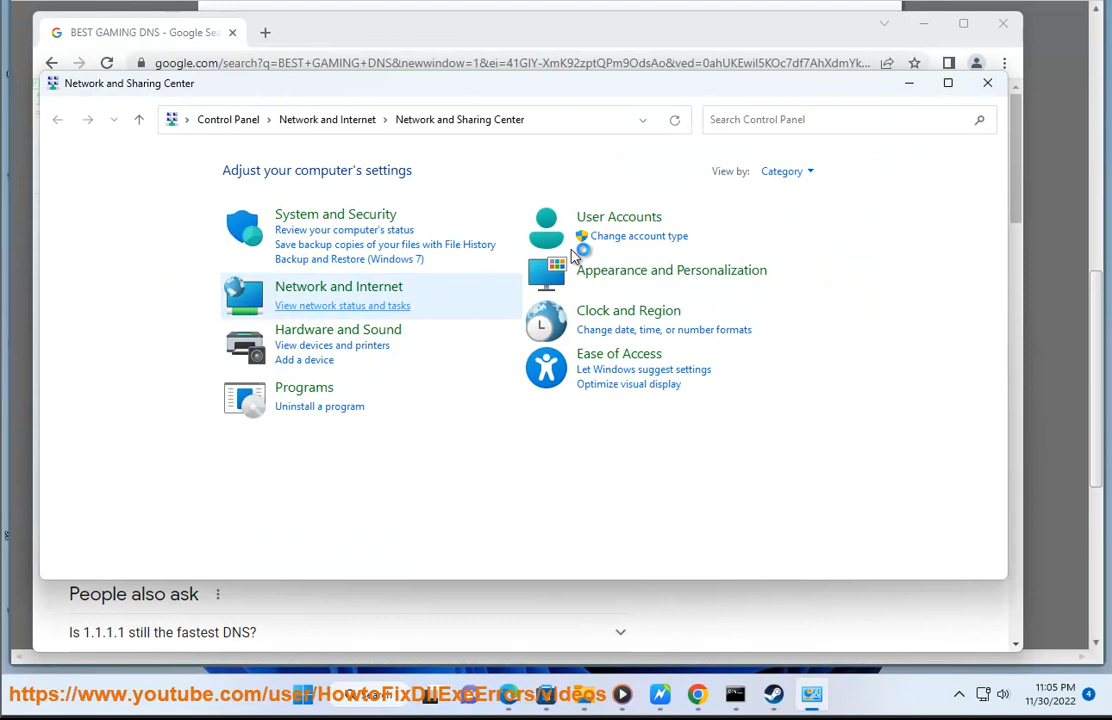 BEST GAMING DNS - Google Sea
google.com/search?q=BEST+GAMING+DNS&newwindow=1&ei=41GIY-XmK92zptQPm9OdsAo&ved=0ahUKEwiI5KOc7df7AhXdmYk...
Network and Sharing Center
Control Panel > Network and Internet > Network and Sharing Center
Search Control Panel
Adjust your computer's settings
View by: Category
System and Security
Review your computer's status
Save backup copies of your files with File History
Backup and Restore (Windows 7)
Network and Internet
View network status and tasks
Hardware and Sound
View devices and printers
Add a device
Programs
Uninstall a program
User Accounts
Change account type
Appearance and Personalization
Clock and Region
Change date, time, or number formats
Ease of Access
Let Windows suggest settings
Optimize visual display
People also ask
Is 1.1.1.1 still the fastest DNS?
https://www.youtube.com/user/HowtoFixDllExeErrors/videos
11:05 PM
11/30/2022
4